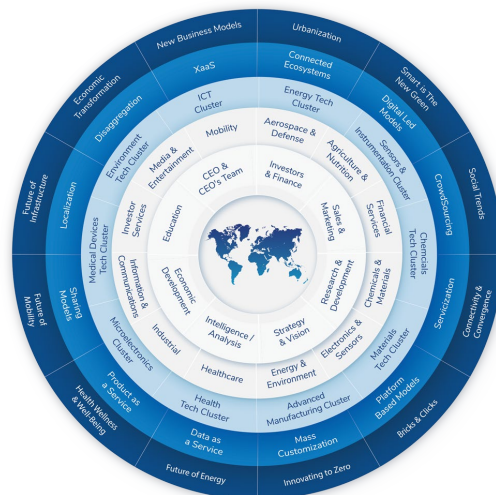 New Business Models
Urbanization
Smart is The
New Green
Social Trends
Connectivity &
Convergence
Bricks & Clicks
Innovating to Zero
Future of Energy
Health Wellness
& Well-Being
Future of
Mobility
Future of
Infrastructure
Economic
Transformation
XaaS
Connected
Ecosystems
Digital Led
Models
CrowdSourcing
Servicization
Platform
Based Models
Mass
Customization
Data as
a Service
Product as
a Service
Sharing
Models
Localization
Disaggregation
ICT
Cluster
Energy Tech
Cluster
Sensors &
Instrumentation Cluster
Chemicals
Tech Cluster
Materials
Tech Cluster
Advanced
Manufacturing Cluster
Health
Tech Cluster
Microelectronics
Cluster
Medical Devices
Tech Cluster
Environment
Tech Cluster
Mobility
Aerospace &
Defense
Agriculture &
Nutrition
Financial
Services
Chemicals &
Materials
Electronics &
Sensors
Energy &
Environment
Healthcare
Industrial
Information &
Communications
Investor
Services
Media &
Entertainment
CEO &
CEO's Team
Investors
& Finance
Sales &
Marketing
Research &
Development
Strategy
& Vision
Intelligence /
Analysis
Economic
Development
Education